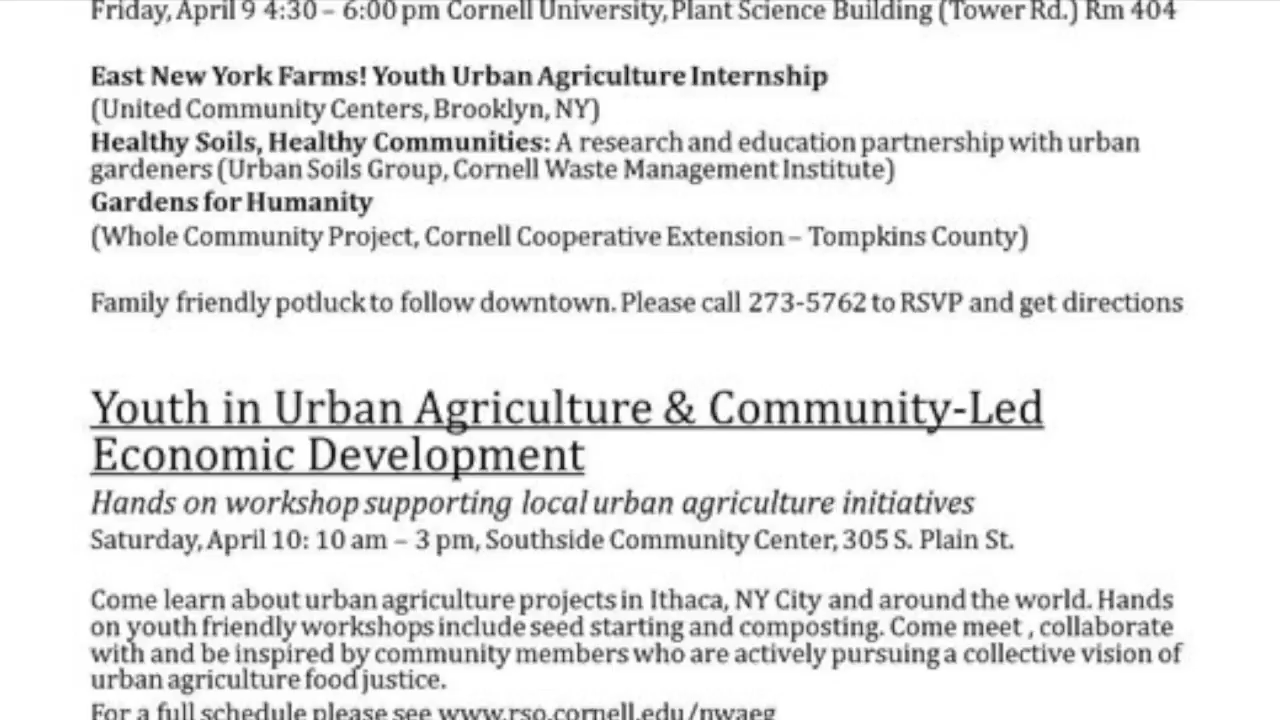 Friday, April 9 4:30 – 6:00 pm Cornell University, Plant Science Building (Tower Rd.) Rm 404
East New York Farms! Youth Urban Agriculture Internship
(United Community Centers, Brooklyn, NY)
Healthy Soils, Healthy Communities: A research and education partnership with urban
gardeners (Urban Soils Group, Cornell Waste Management Institute)
Gardens for Humanity
(Whole Community Project, Cornell Cooperative Extension – Tompkins County)
Family friendly potluck to follow downtown. Please call 273-5762 to RSVP and get directions
Youth in Urban Agriculture & Community-Led
Economic Development
Hands on workshop supporting local urban agriculture initiatives
Saturday, April 10: 10 am – 3 pm, Southside Community Center, 305 S. Plain St.
Come learn about urban agriculture projects in Ithaca, NY City and around the world. Hands
on youth friendly workshops include seed starting and composting. Come meet , collaborate
with and be inspired by community members who are actively pursuing a collective vision of
urban agriculture food justice.
For a full schedule please see www.rso.cornell.edu/nwaeg